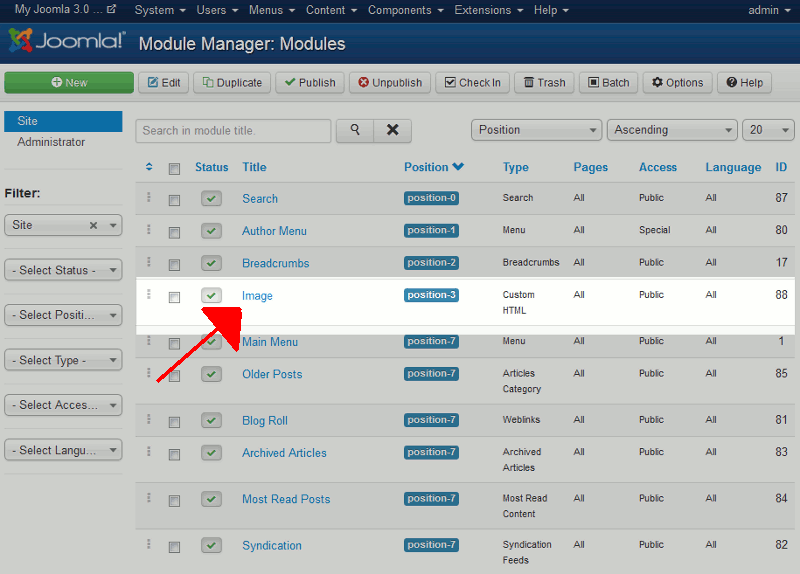 My Joomla 3.0 ... System Users Menus Content Components Extensions Help admin
Joomla! Module Manager: Modules
New Edit Duplicate Publish Unpublish Check In Trash Batch Options Help
Site
Administrator
Search in module title. Position Ascending 20
Status Title Position Type Pages Access Language ID
Filter:
Site
- Select Status -
- Select Positi...
- Select Type -
- Select Acces...
- Select Langu...
Search position-0 Search All Public All 87
Author Menu position-1 Menu All Special All 80
Breadcrumbs position-2 Breadcrumbs All Public All 17
Image position-3 Custom HTML All Public All 88
Main Menu position-7 Menu All Public All 1
Older Posts position-7 Articles Category All Public All 85
Blog Roll position-7 Weblinks All Public All 81
Archived Articles position-7 Archived Articles All Public All 83
Most Read Posts position-7 Most Read Content All Public All 84
Syndication position-7 Syndication Feeds All Public All 82